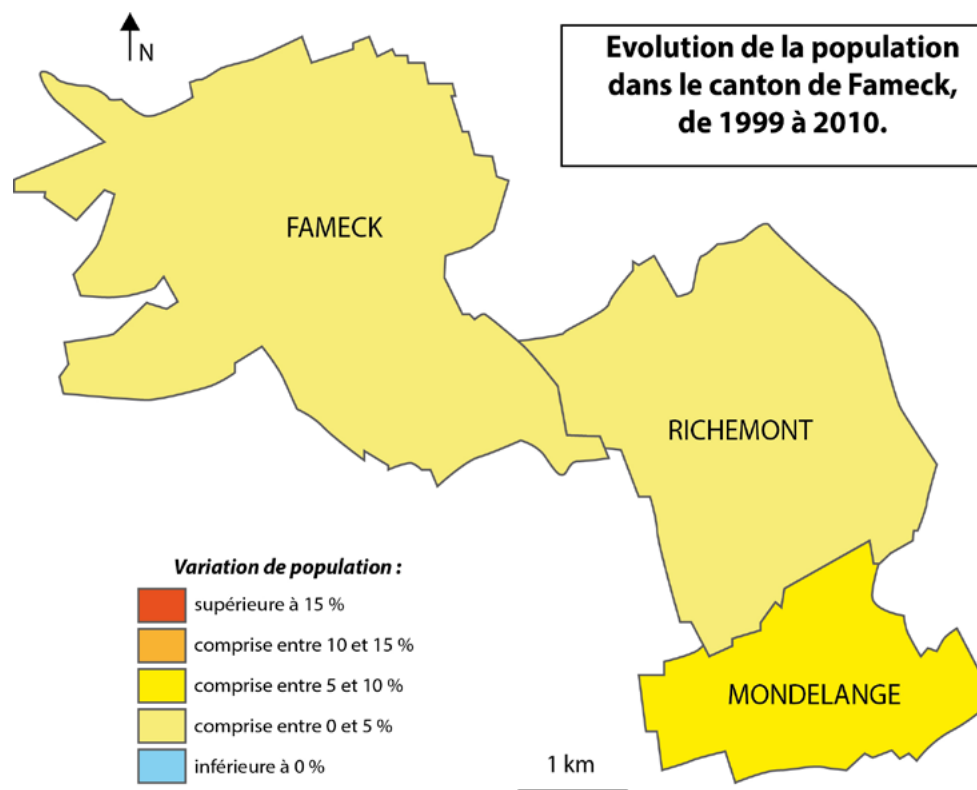 N
Evolution de la population
dans le canton de Fameck,
de 1999 à 2010.
FAMECK
RICHEMONT
MONDELANGE
Variation de population :
supérieure à 15 %
comprise entre 10 et 15 %
comprise entre 5 et 10 %
comprise entre 0 et 5 %
inférieure à 0 %
1 km